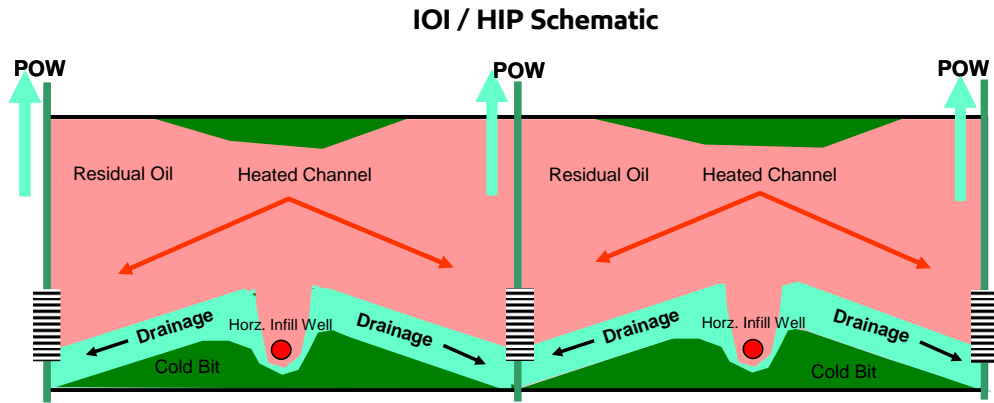 IOI / HIP Schematic
POW
POW
POW
Residual Oil
Heated Channel
Residual Oil
Heated Channel
Drainage
Horz. Infill Well
Drainage
Drainage
Horz. Infill Well
Drainage
Cold Bit
Cold Bit